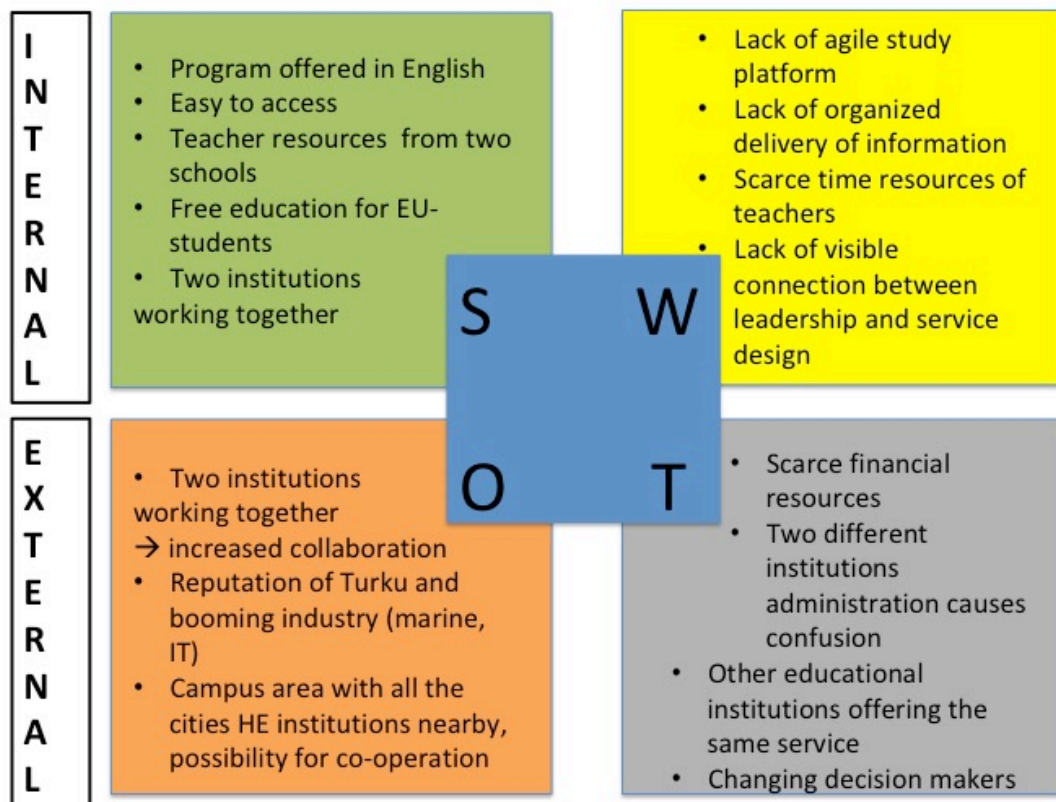 INTERNAL
• Program offered in English
• Easy to access
• Teacher resources from two
schools
• Free education for EU-
students
• Two institutions
working together
• Lack of agile study
platform
• Lack of organized
delivery of information
• Scarce time resources of
teachers
• Lack of visible
connection between
leadership and service
design
S W
O T
EXTERNAL
• Two institutions
working together
→ increased collaboration
• Reputation of Turku and
booming industry (marine,
IT)
• Campus area with all the
cities HE institutions nearby,
possibility for co-operation
• Scarce financial
resources
• Two different
institutions
administration causes
confusion
• Other educational
institutions offering the
same service
• Changing decision makers